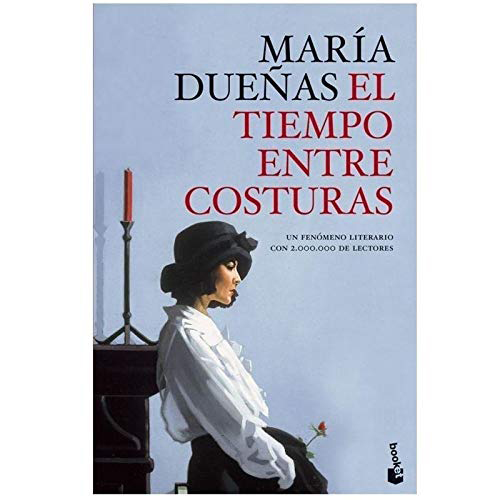 MARÍA
DUEÑAS EL
TIEMPO
ENTRE
COSTURAS
UN FENÓMENO LITERARIO
CON 2.000.000 DE LECTORES
booket